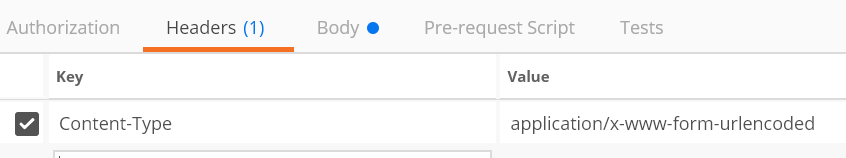 Authorization Headers (1) Body Pre-request Script Tests
Key Value
Content-Type application/x-www-form-urlencoded